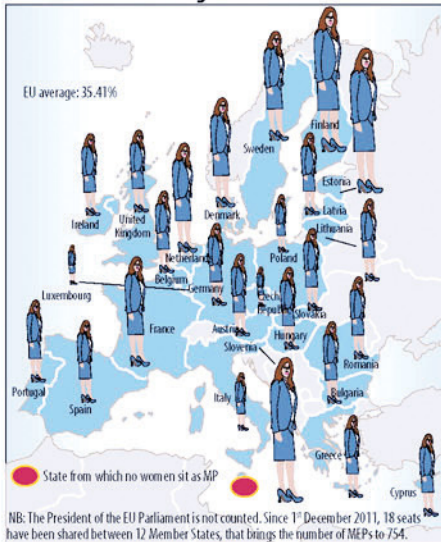 EU average: 35.41%
Finland
Sweden
Estonia
Ireland
United
Kingdom
Denmark
Latvia
Lithuania
Netherland
Poland
Belgium
Luxembourg
Germany
Czech
Republic
Slovakia
France
Austria
Hungary
Slovenia
Romania
Portugal
Spain
Italy
Bulgaria
Greece
Cyprus
State from which no women sit as MP
NB: The President of the EU Parliament is not counted. Since 1st December 2011, 18 seats
have been shared between 12 Member States, that brings the number of MEPs to 754.